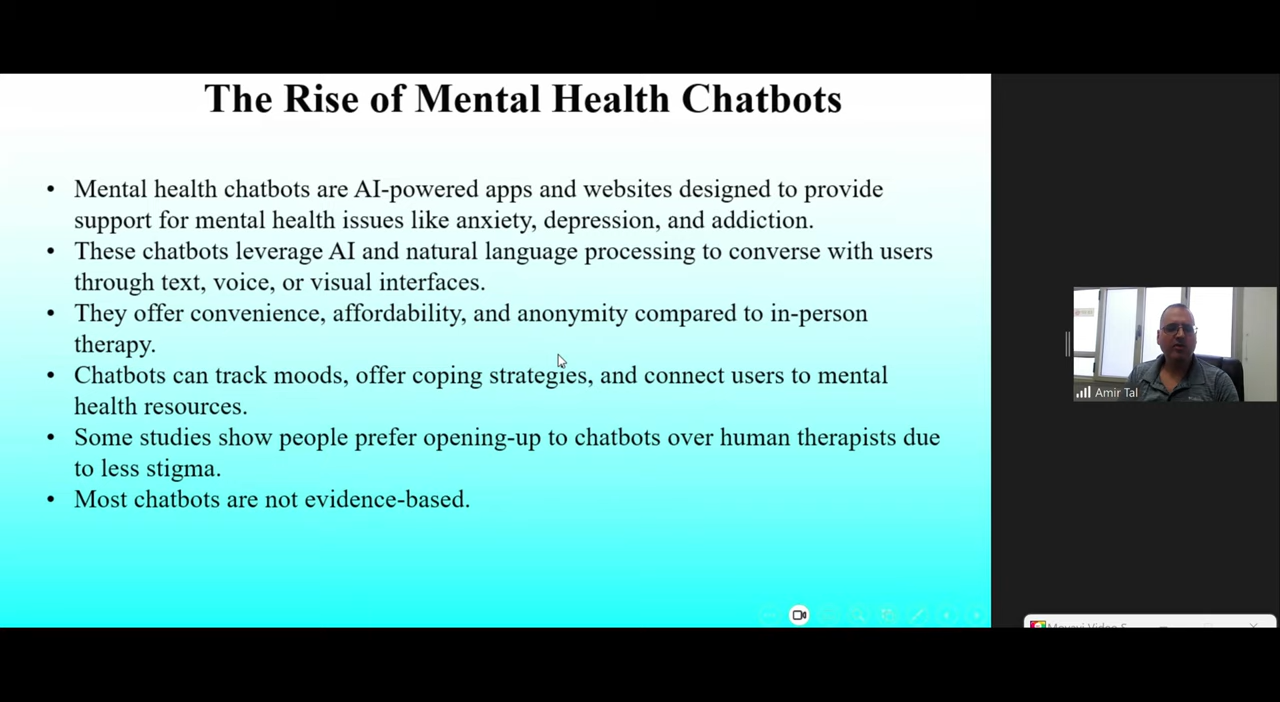 The Rise of Mental Health Chatbots
• Mental health chatbots are AI-powered apps and websites designed to provide
support for mental health issues like anxiety, depression, and addiction.
• These chatbots leverage AI and natural language processing to converse with users
through text, voice, or visual interfaces.
• They offer convenience, affordability, and anonymity compared to in-person
therapy.
• Chatbots can track moods, offer coping strategies, and connect users to mental
health resources.
• Some studies show people prefer opening-up to chatbots over human therapists due
to less stigma.
• Most chatbots are not evidence-based.
Amir Tal